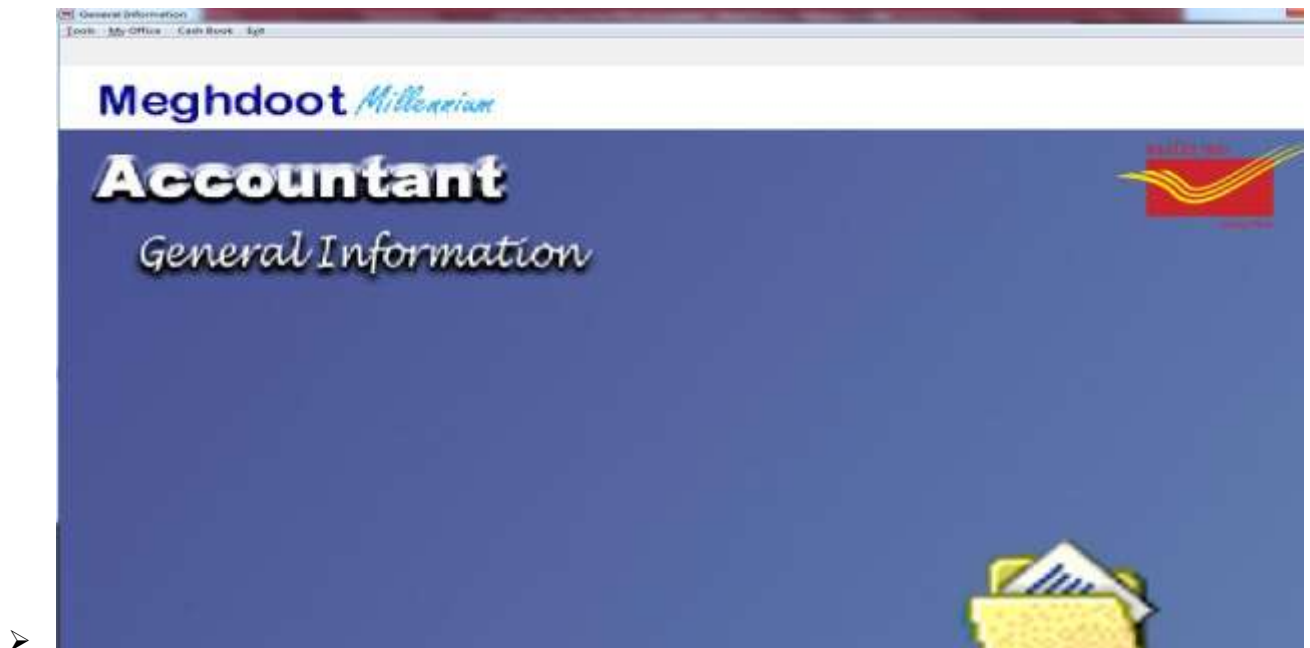 General Information
Tools My Office Cash Book Exit
Meghdoot Millennium
Accountant
General Information